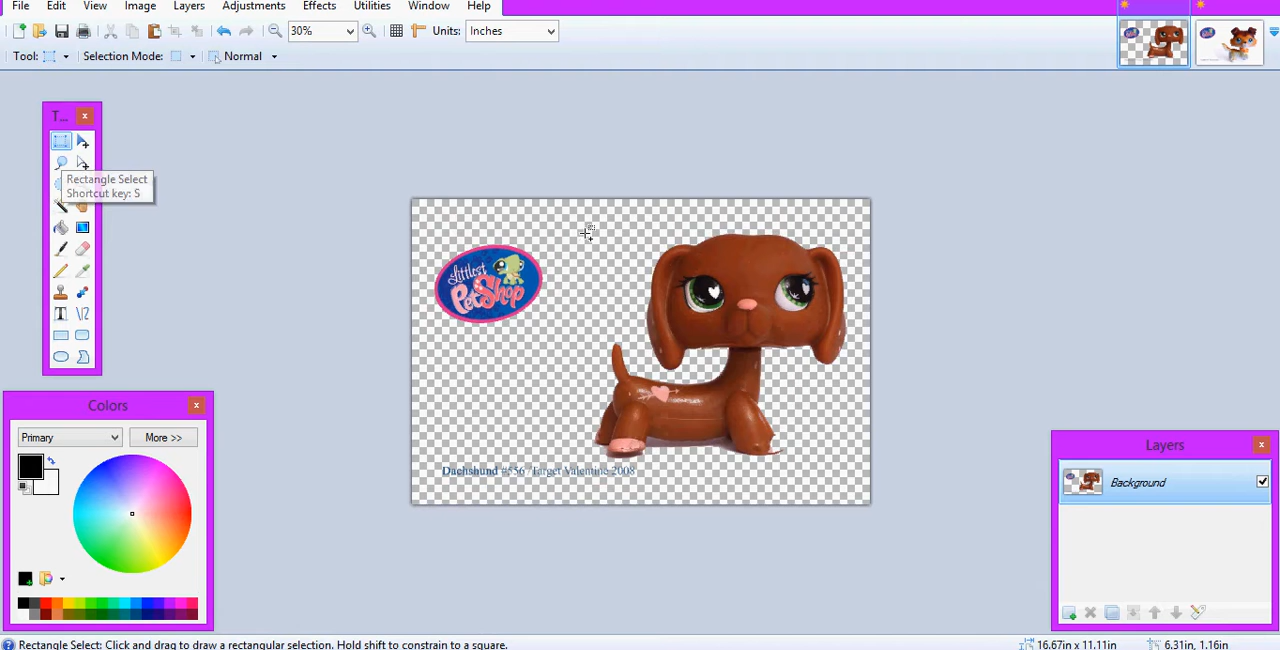 File Edit View Image Layers Adjustments Effects Utilities Window Help
30% Units: Inches
Tool: Selection Mode: Normal
T...
Rectangle Select
Shortcut key: S
Littlest
PetShop
Dachshund #556 /Target Valentine 2008
Colors
Primary More >>
Layers
Background
Rectangle Select: Click and drag to draw a rectangular selection. Hold shift to constrain to a square. 16.67in x 11.11in 6.31in, 1.16in